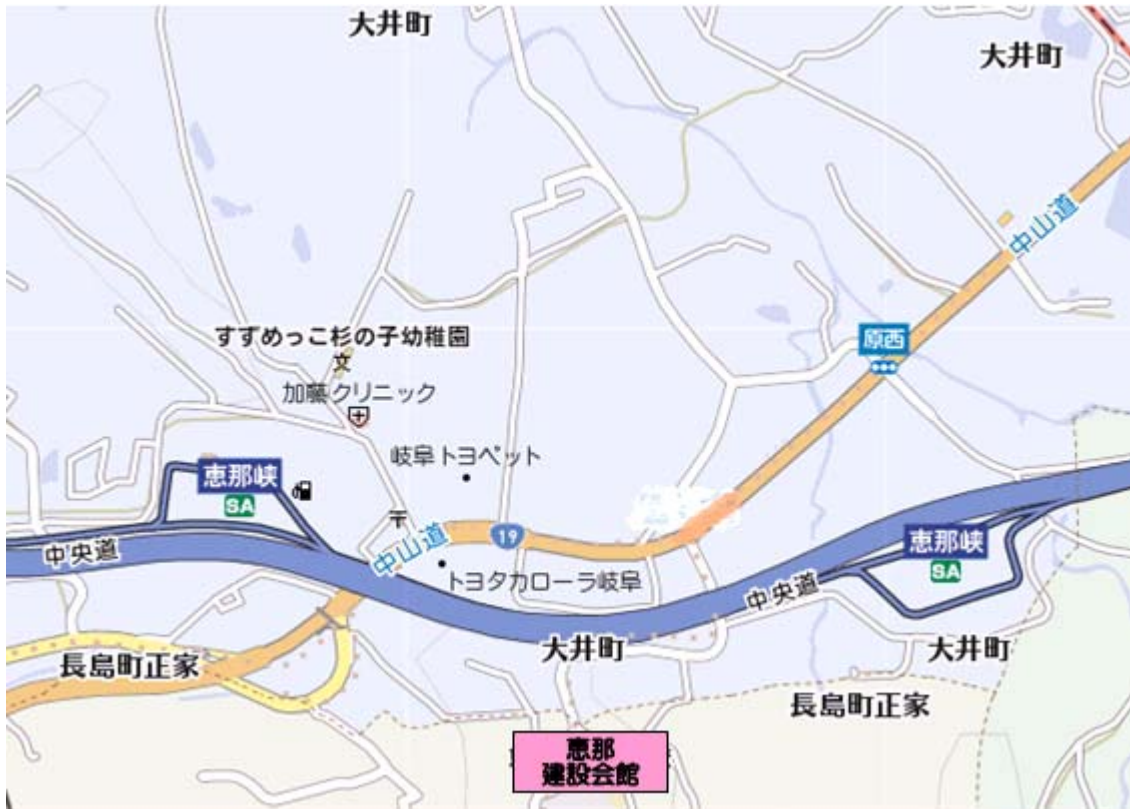 大井町
大井町
中山道
原西
すずめっこ杉の子幼稚園
文
加藤クリニック
岐阜トヨペット
恵那峡
SA
〒
中山道
19
中央道
恵那峡
SA
トヨタカローラ岐阜
中央道
大井町
大井町
長島町正家
長島町正家
恵那
建設会館